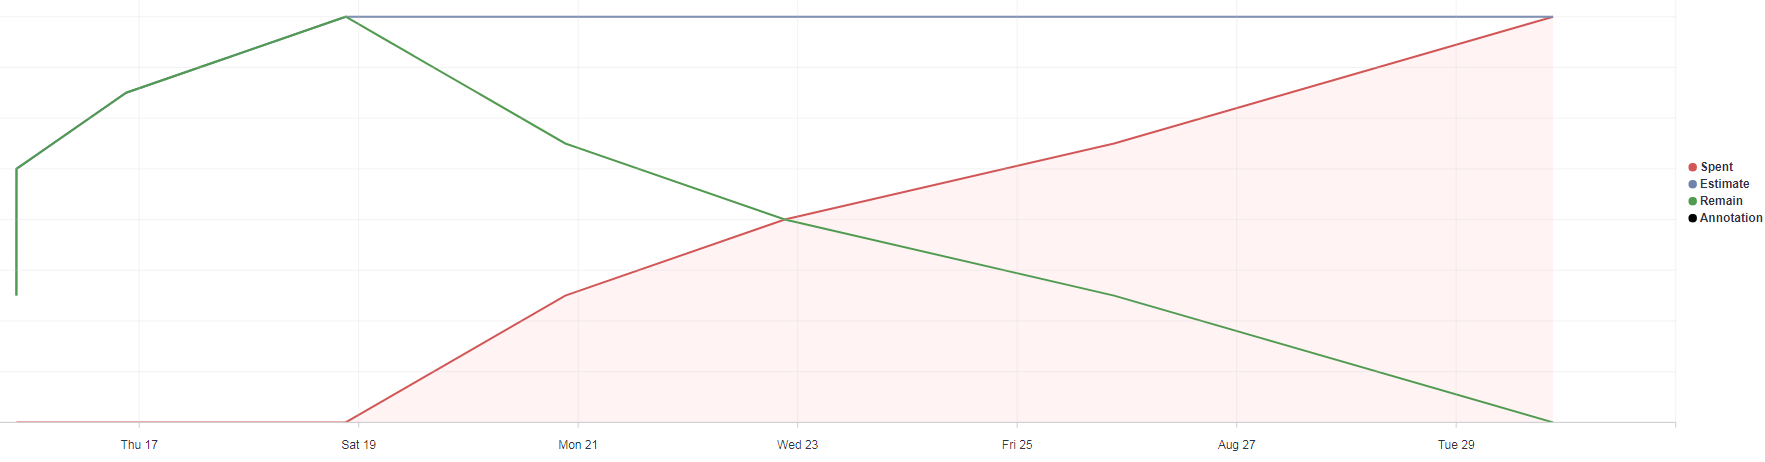 Spent
Estimate
Remain
Annotation
Thu 17
Sat 19
Mon 21
Wed 23
Fri 25
Aug 27
Tue 29